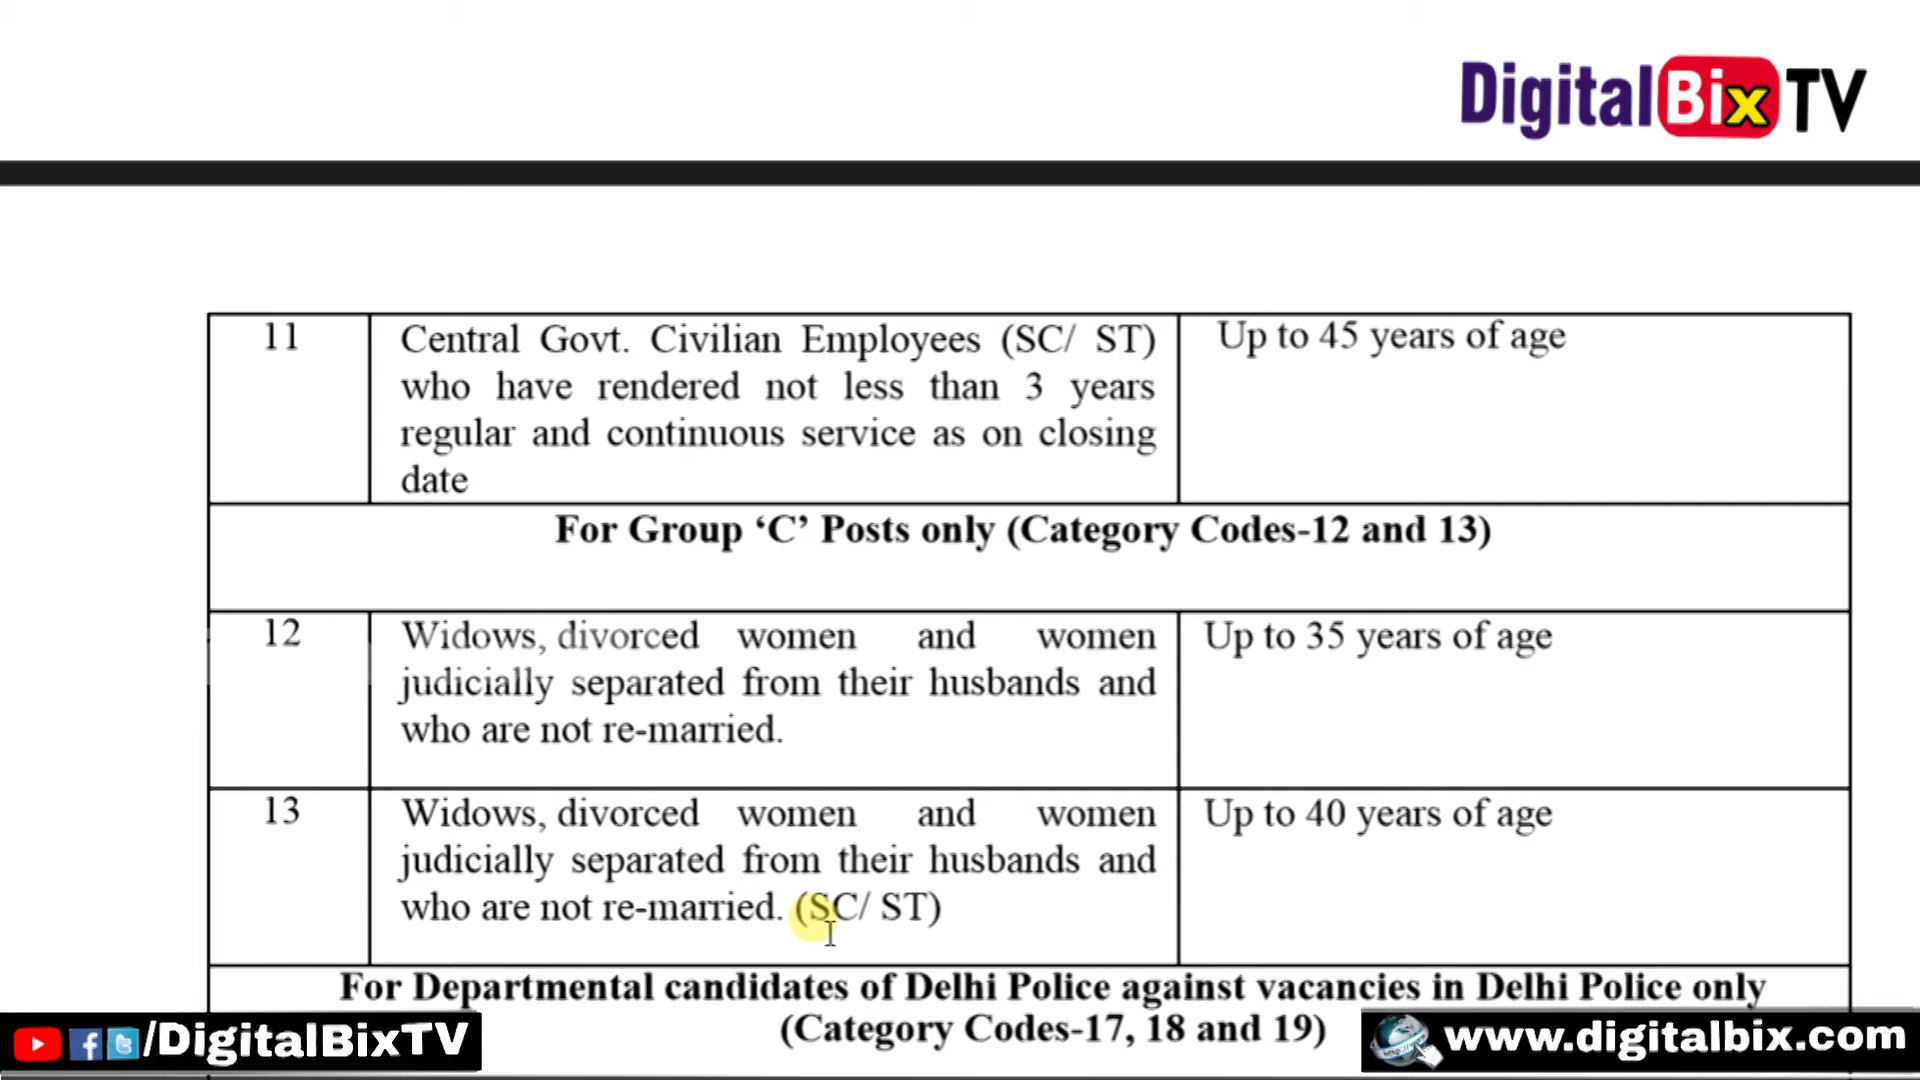 DigitalBixTV
11 Central Govt. Civilian Employees (SC/ ST) Up to 45 years of age
who have rendered not less than 3 years
regular and continuous service as on closing
date
For Group ‘C’ Posts only (Category Codes-12 and 13)
12 Widows, divorced women and women Up to 35 years of age
judicially separated from their husbands and
who are not re-married.
13 Widows, divorced women and women Up to 40 years of age
judicially separated from their husbands and
who are not re-married. (SC/ ST)
For Departmental candidates of Delhi Police against vacancies in Delhi Police only
(Category Codes-17, 18 and 19)
/DigitalBixTV
www.digitalbix.com